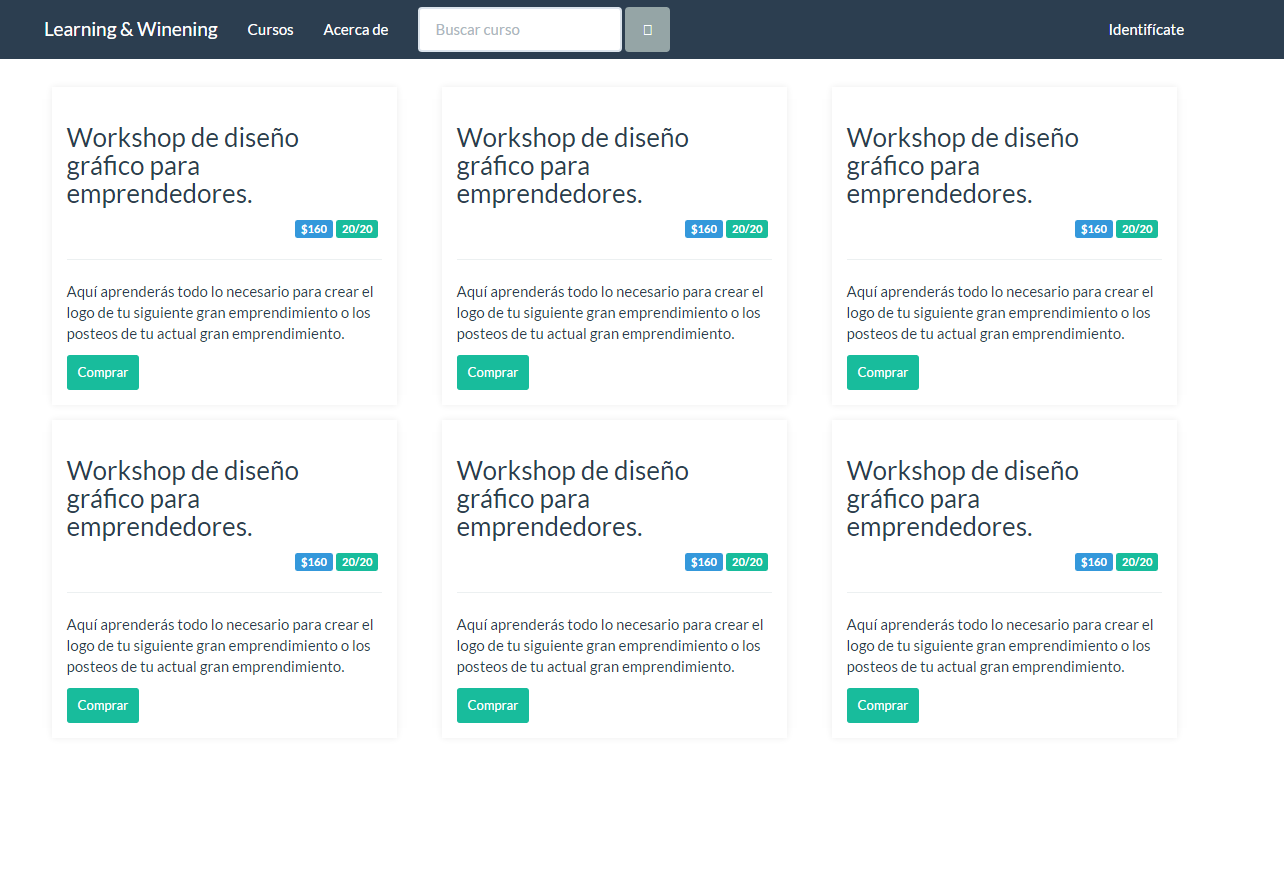 Learning & Winening Cursos Acerca de Buscar curso Identifícate
Workshop de diseño
gráfico para
emprendedores.
$160 20/20
Aquí aprenderás todo lo necesario para crear el
logo de tu siguiente gran emprendimiento o los
posteos de tu actual gran emprendimiento.
Comprar
Workshop de diseño
gráfico para
emprendedores.
$160 20/20
Aquí aprenderás todo lo necesario para crear el
logo de tu siguiente gran emprendimiento o los
posteos de tu actual gran emprendimiento.
Comprar
Workshop de diseño
gráfico para
emprendedores.
$160 20/20
Aquí aprenderás todo lo necesario para crear el
logo de tu siguiente gran emprendimiento o los
posteos de tu actual gran emprendimiento.
Comprar
Workshop de diseño
gráfico para
emprendedores.
$160 20/20
Aquí aprenderás todo lo necesario para crear el
logo de tu siguiente gran emprendimiento o los
posteos de tu actual gran emprendimiento.
Comprar
Workshop de diseño
gráfico para
emprendedores.
$160 20/20
Aquí aprenderás todo lo necesario para crear el
logo de tu siguiente gran emprendimiento o los
posteos de tu actual gran emprendimiento.
Comprar
Workshop de diseño
gráfico para
emprendedores.
$160 20/20
Aquí aprenderás todo lo necesario para crear el
logo de tu siguiente gran emprendimiento o los
posteos de tu actual gran emprendimiento.
Comprar